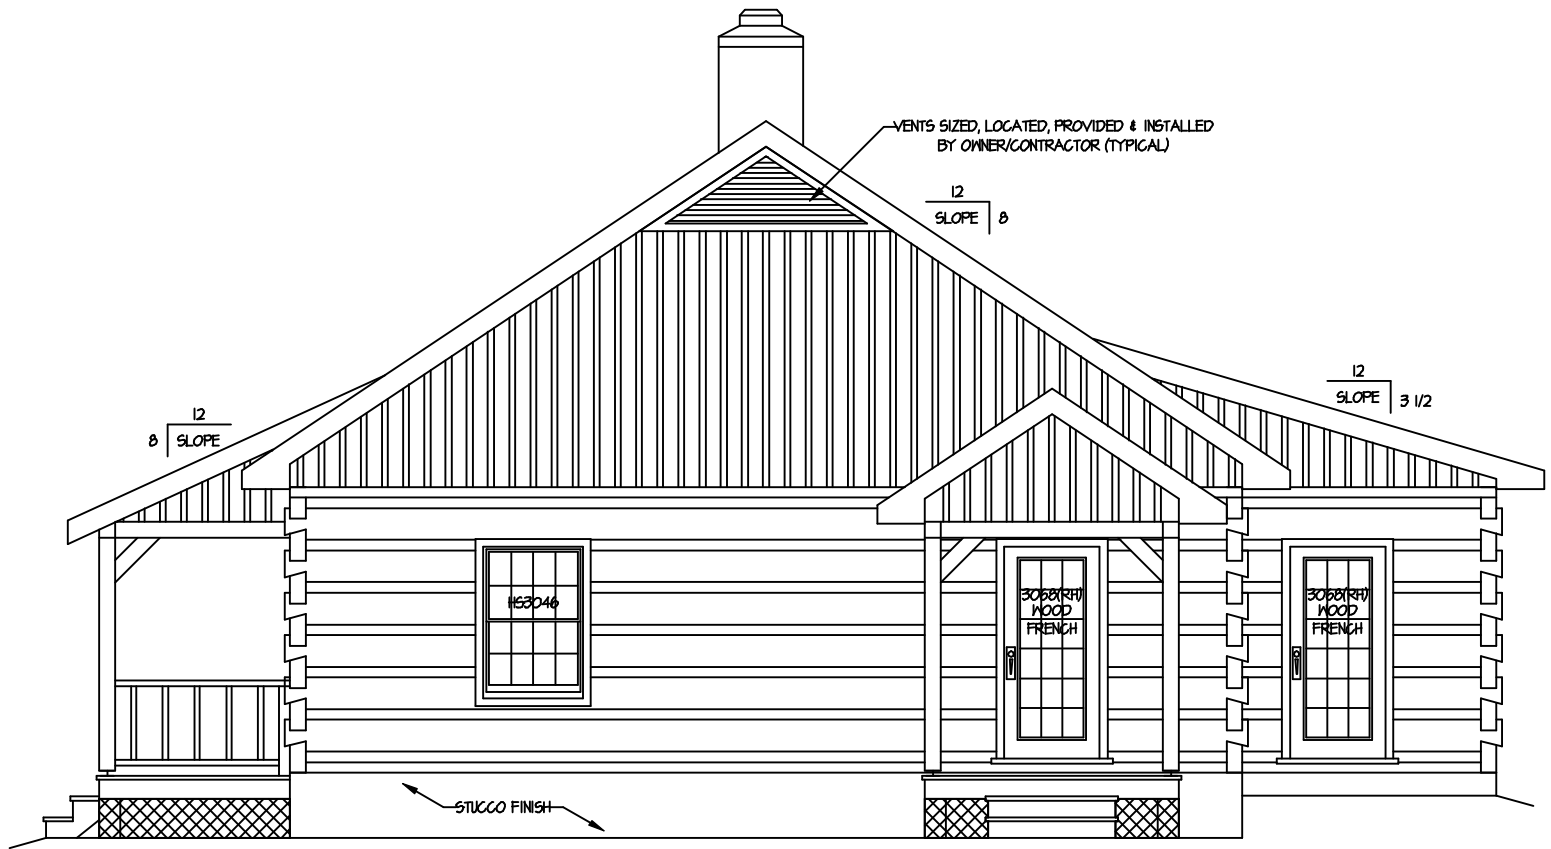 VENTS SIZED, LOCATED, PROVIDED & INSTALLED
BY OWNER/CONTRACTOR (TYPICAL)
12
SLOPE 8
12
SLOPE 3 1/2
12
8 SLOPE
HS3046
3068(RH)
WOOD
FRENCH
3068(RH)
WOOD
FRENCH
STUCCO FINISH